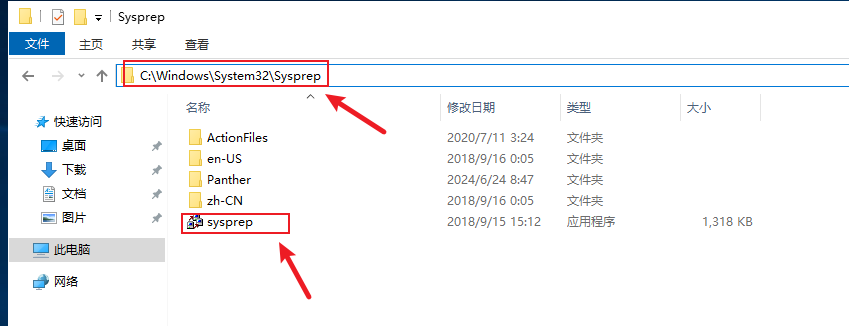 Sysprep
文件 主页 共享 查看
C:\Windows\System32\Sysprep
名称 修改日期 类型 大小
快速访问
桌面
下载
文档
图片
此电脑
网络
ActionFiles 2020/7/11 3:24 文件夹
en-US 2018/9/16 0:05 文件夹
Panther 2024/6/24 8:47 文件夹
zh-CN 2018/9/16 0:05 文件夹
sysprep 2018/9/15 15:12 应用程序 1,318 KB